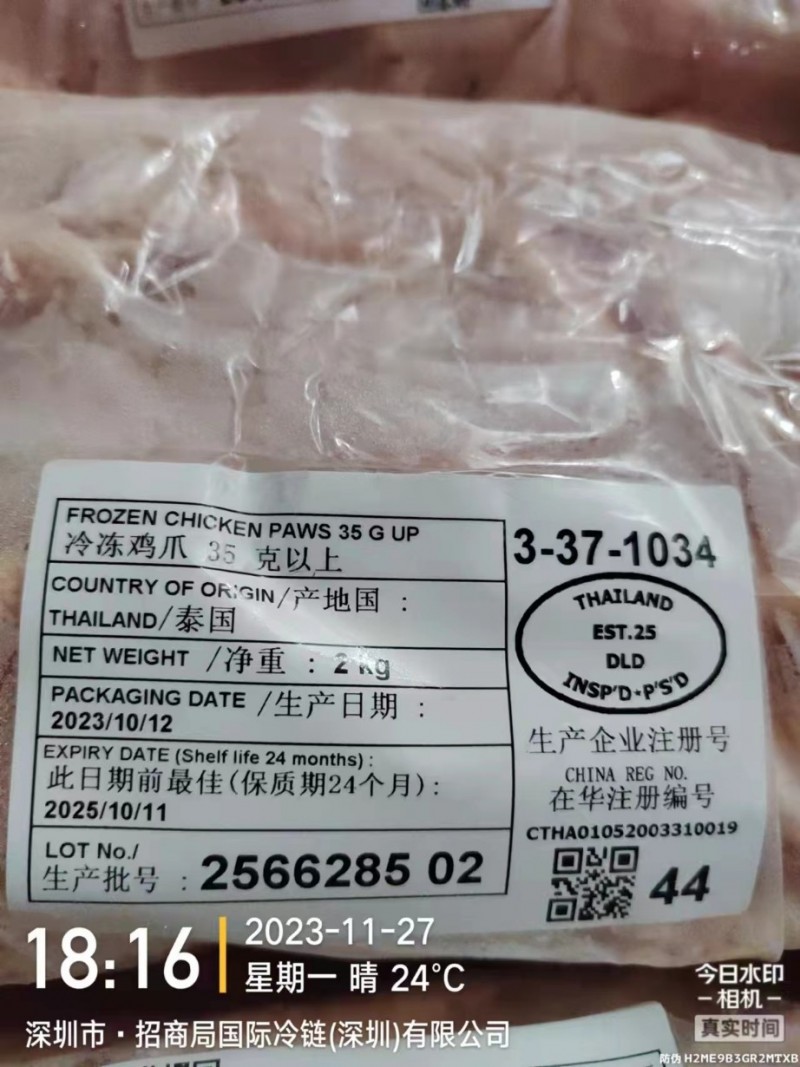 FROZEN CHICKEN PAWS 35 G UP
冷冻鸡爪 35 克以上
COUNTRY OF ORIGIN/产地国 :
THAILAND/泰国
NET WEIGHT /净重 : 2 kg
PACKAGING DATE /生产日期 :
2023/10/12
EXPIRY DATE (Shelf life 24 months) :
此日期前最佳(保质期24个月) :
2025/10/11
LOT No./
生产批号 : 2566285 02
3-37-1034
THAILAND
EST.25
DLD
INSP'D★P'S'D
生产企业注册号
CHINA REG NO.
在华注册编号
CTHA01052003310019
44
18:16
2023-11-27
星期一 晴 24°C
深圳市·招商局国际冷链(深圳)有限公司
今日水印
-相机-
真实时间
防伪 H2ME9B3GR2MTXB